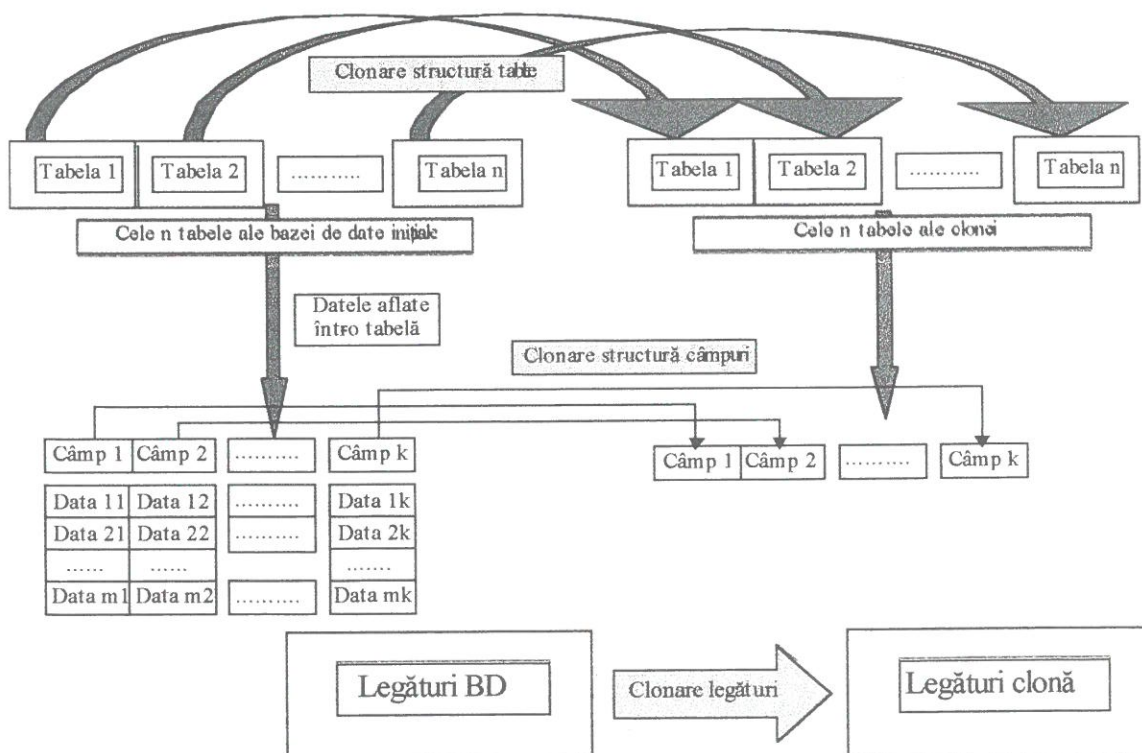 Clonare structură table
Tabela 1 Tabela 2 ........... Tabela n
Tabela 1 Tabela 2 ........... Tabela n
Cele n tabele ale bazei de date inițiale
Cele n tabele ale clonei
Datele aflate
într-o tabelă
Clonare structură câmpuri
Câmp 1 Câmp 2 .......... Câmp k
Câmp 1 Câmp 2 .......... Câmp k
Data 11 Data 12 .......... Data 1k
Data 21 Data 22 .......... Data 2k
...... ...... .......
Data m1 Data m2 .......... Data mk
Legături BD
Clonare legături
Legături clonă